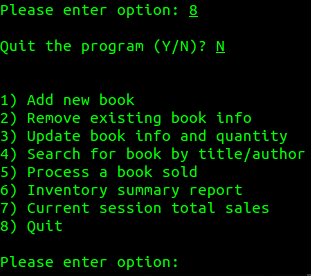 Please enter option: 8
Quit the program (Y/N)? N
1) Add new book
2) Remove existing book info
3) Update book info and quantity
4) Search for book by title/author
5) Process a book sold
6) Inventory summary report
7) Current session total sales
8) Quit
Please enter option: